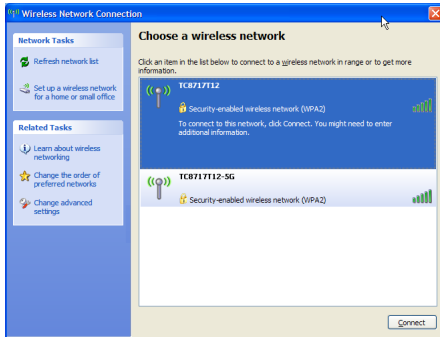 Wireless Network Connection
Network Tasks
Refresh network list
Set up a wireless network
for a home or small office
Related Tasks
Learn about wireless
networking
Change the order of
preferred networks
Change advanced
settings
Choose a wireless network
Click an item in the list below to connect to a wireless network in range or to get more
information.
TC8717T12
Security-enabled wireless network (WPA2)
To connect to this network, click Connect. You might need to enter
additional information.
TC8717T12-5G
Security-enabled wireless network (WPA2)
Connect